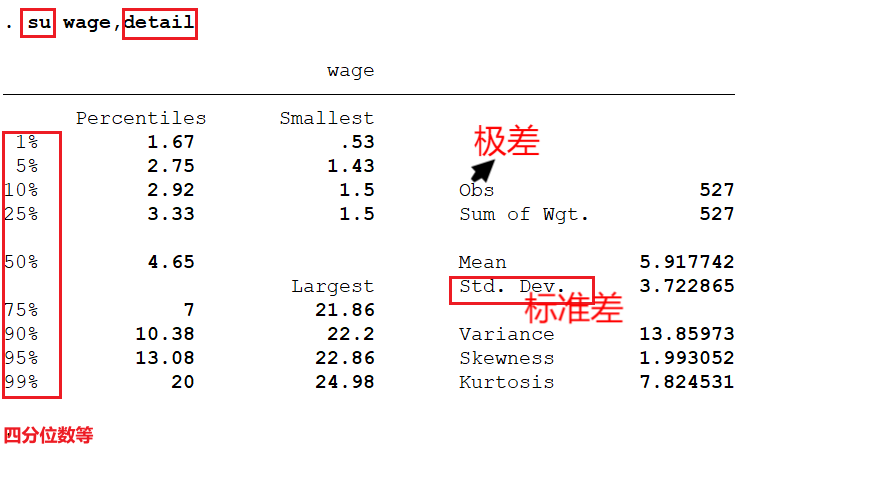 . su wage,detail
wage
Percentiles Smallest
1% 1.67 .53
5% 2.75 1.43
10% 2.92 1.5 Obs 527
25% 3.33 1.5 Sum of Wgt. 527
50% 4.65 Mean 5.917742
Largest Std. Dev. 3.722865
75% 7 21.86
90% 10.38 22.2 Variance 13.85973
95% 13.08 22.86 Skewness 1.993052
99% 20 24.98 Kurtosis 7.824531
极差
标准差
四分位数等